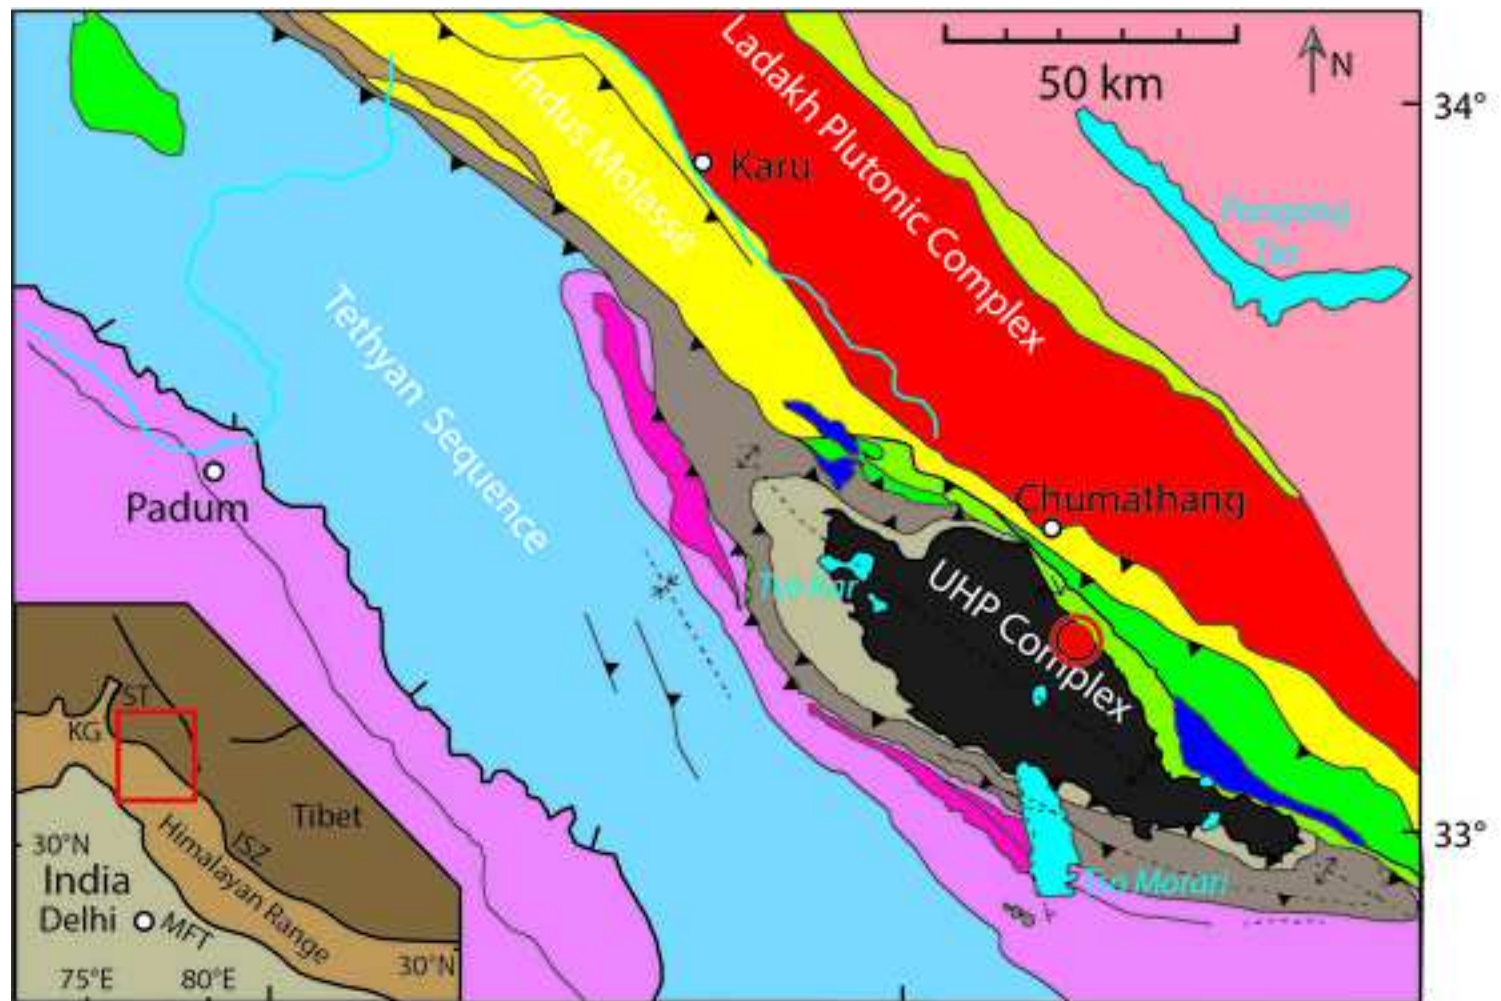 50 km
N
34°
Ladakh Plutonic Complex
Indus Molasse
Karu
Pangong
Tso
Tethyan Sequence
Padum
Chumathang
Tso Kar
UHP Complex
33°
Tso Morari
ST
KG
Tibet
ISZ
30°N
Himalayan Range
India
Delhi
MFT
30°N
75°E
80°E